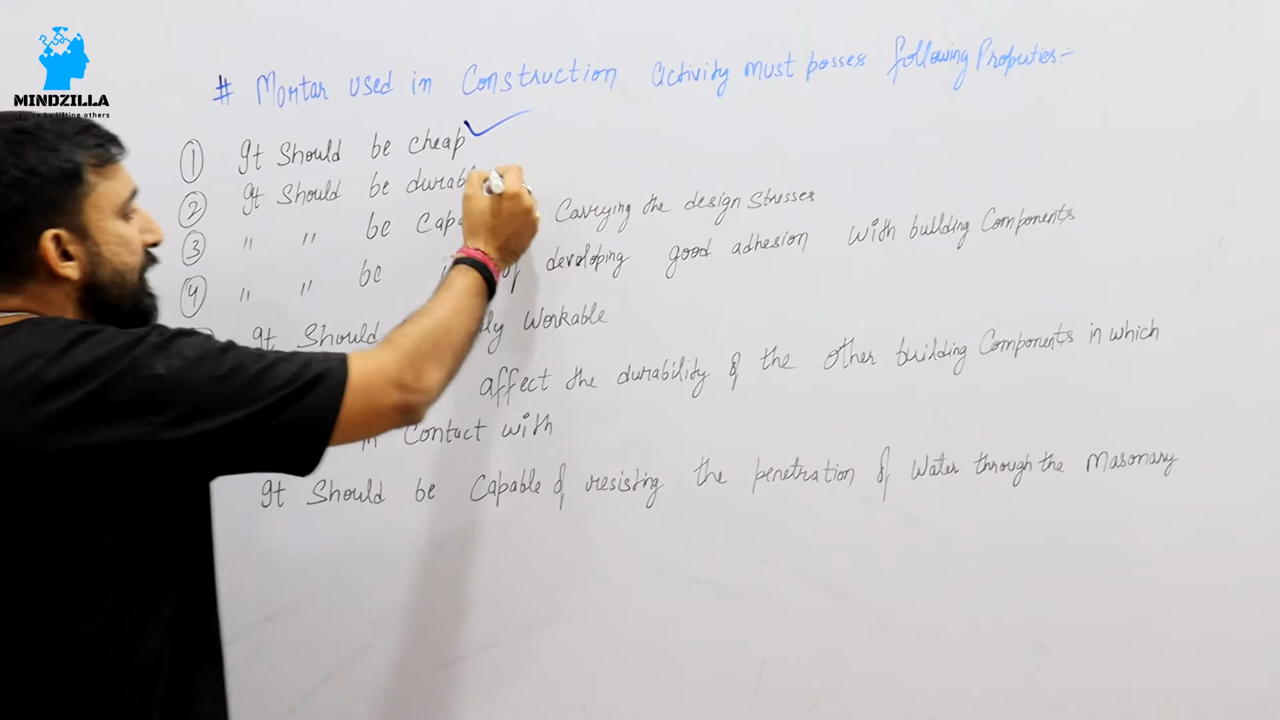 MINDZILLA
# Mortar used in Construction activity must posses following Properties:-
① It Should be cheap
② It Should be durab
③ " " be Capa Carrying the design Stresses
④ " " be of developing good adhesion with building Components
It Should ly Workable
affect the durability of the other building Components in which
in Contact with
It Should be Capable of resisting the penetration of Water through the Masonary